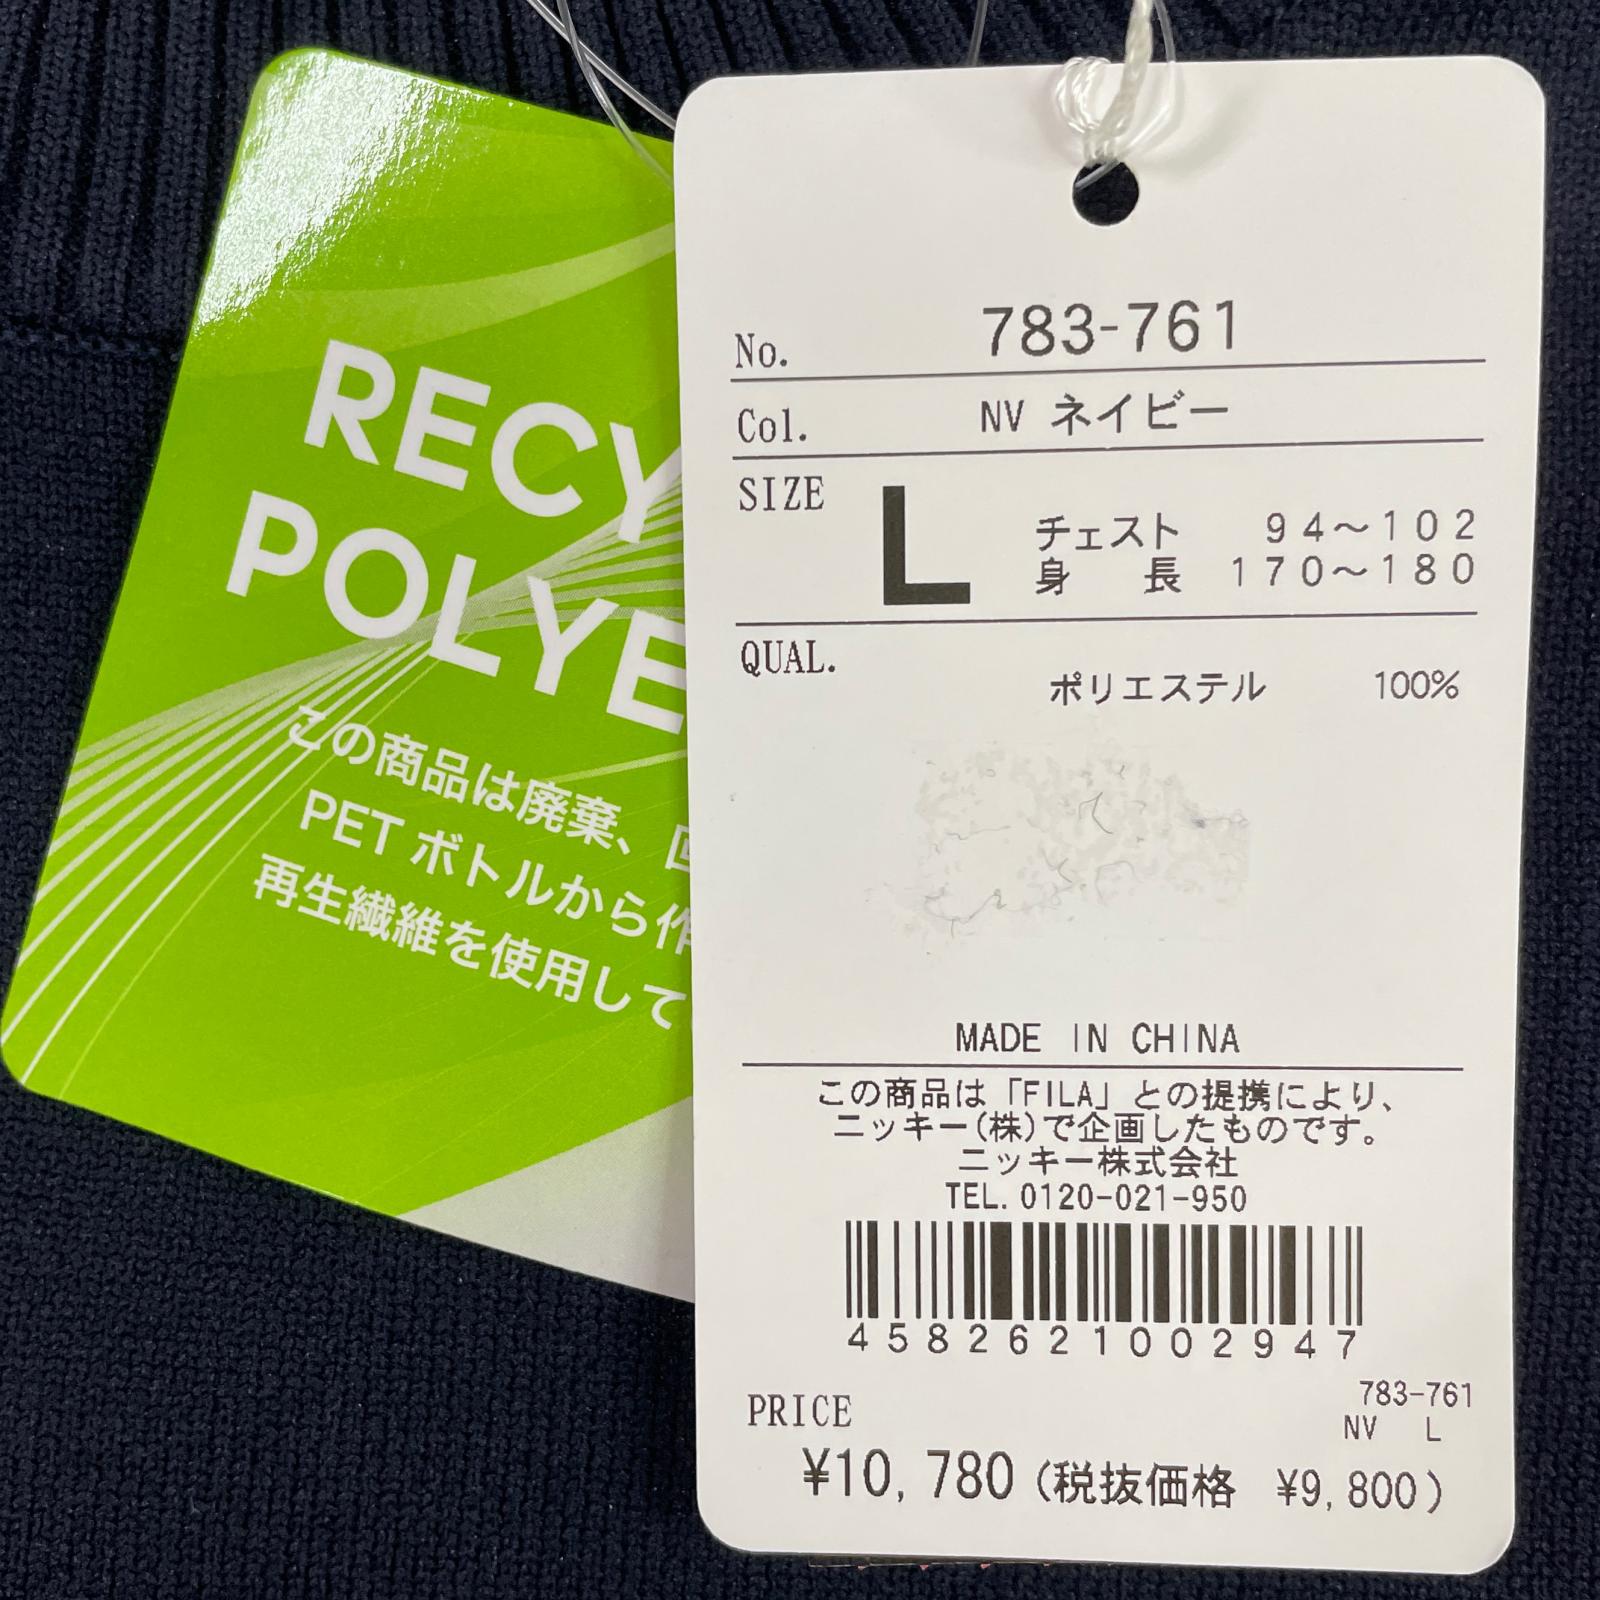 RECY
POLYE
この商品は廃棄、
PET ボトルから作
再生繊維を使用して
No. 783-761
Col. NV ネイビー
SIZE L チェスト 94～102
身長 170～180
QUAL.
ポリエステル 100%
MADE IN CHINA
この商品は「FILA」との提携により、
ニッキー(株)で企画したものです。
ニッキー株式会社
TEL.0120-021-950
4582621002947
783-761
PRICE
NV L
¥10,780(税抜価格 ¥9,800)